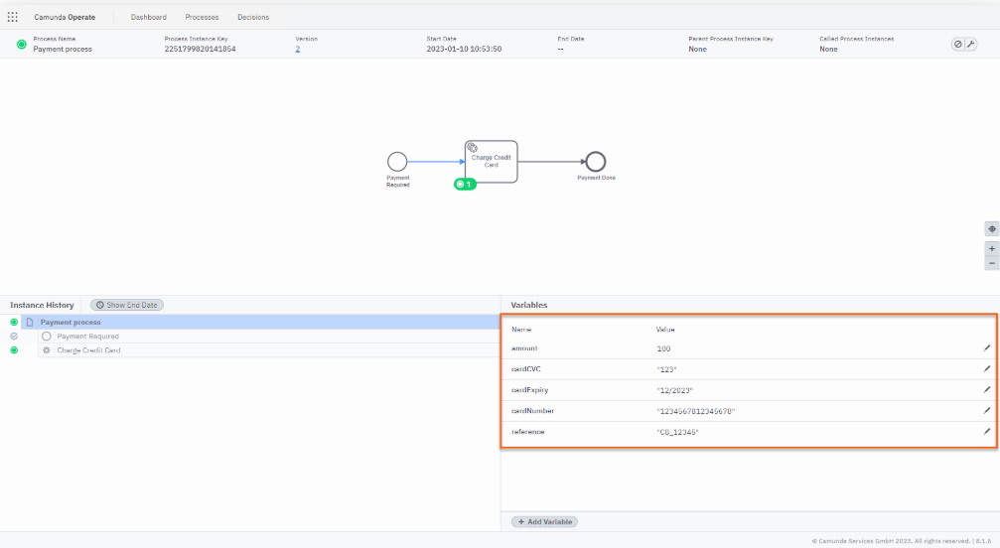 Camunda Operate Dashboard Processes Decisions
Process Name Process Instance Key Version Start Date End Date Parent Process Instance Key Called Process Instances
Payment process 2251799820141854 2 2023-01-10 10:53:50 -- None None
Charge Credit
Card
Payment
Required
1
Payment Done
Instance History Show End Date
Payment process
Payment Required
Charge Credit Card
Variables
Name Value
amount 100
cardCVC "123"
cardExpiry "12/2023"
cardNumber "1234567812345678"
reference "C8_12345"
+ Add Variable
© Camunda Services GmbH 2023. All rights reserved. | 8.1.6